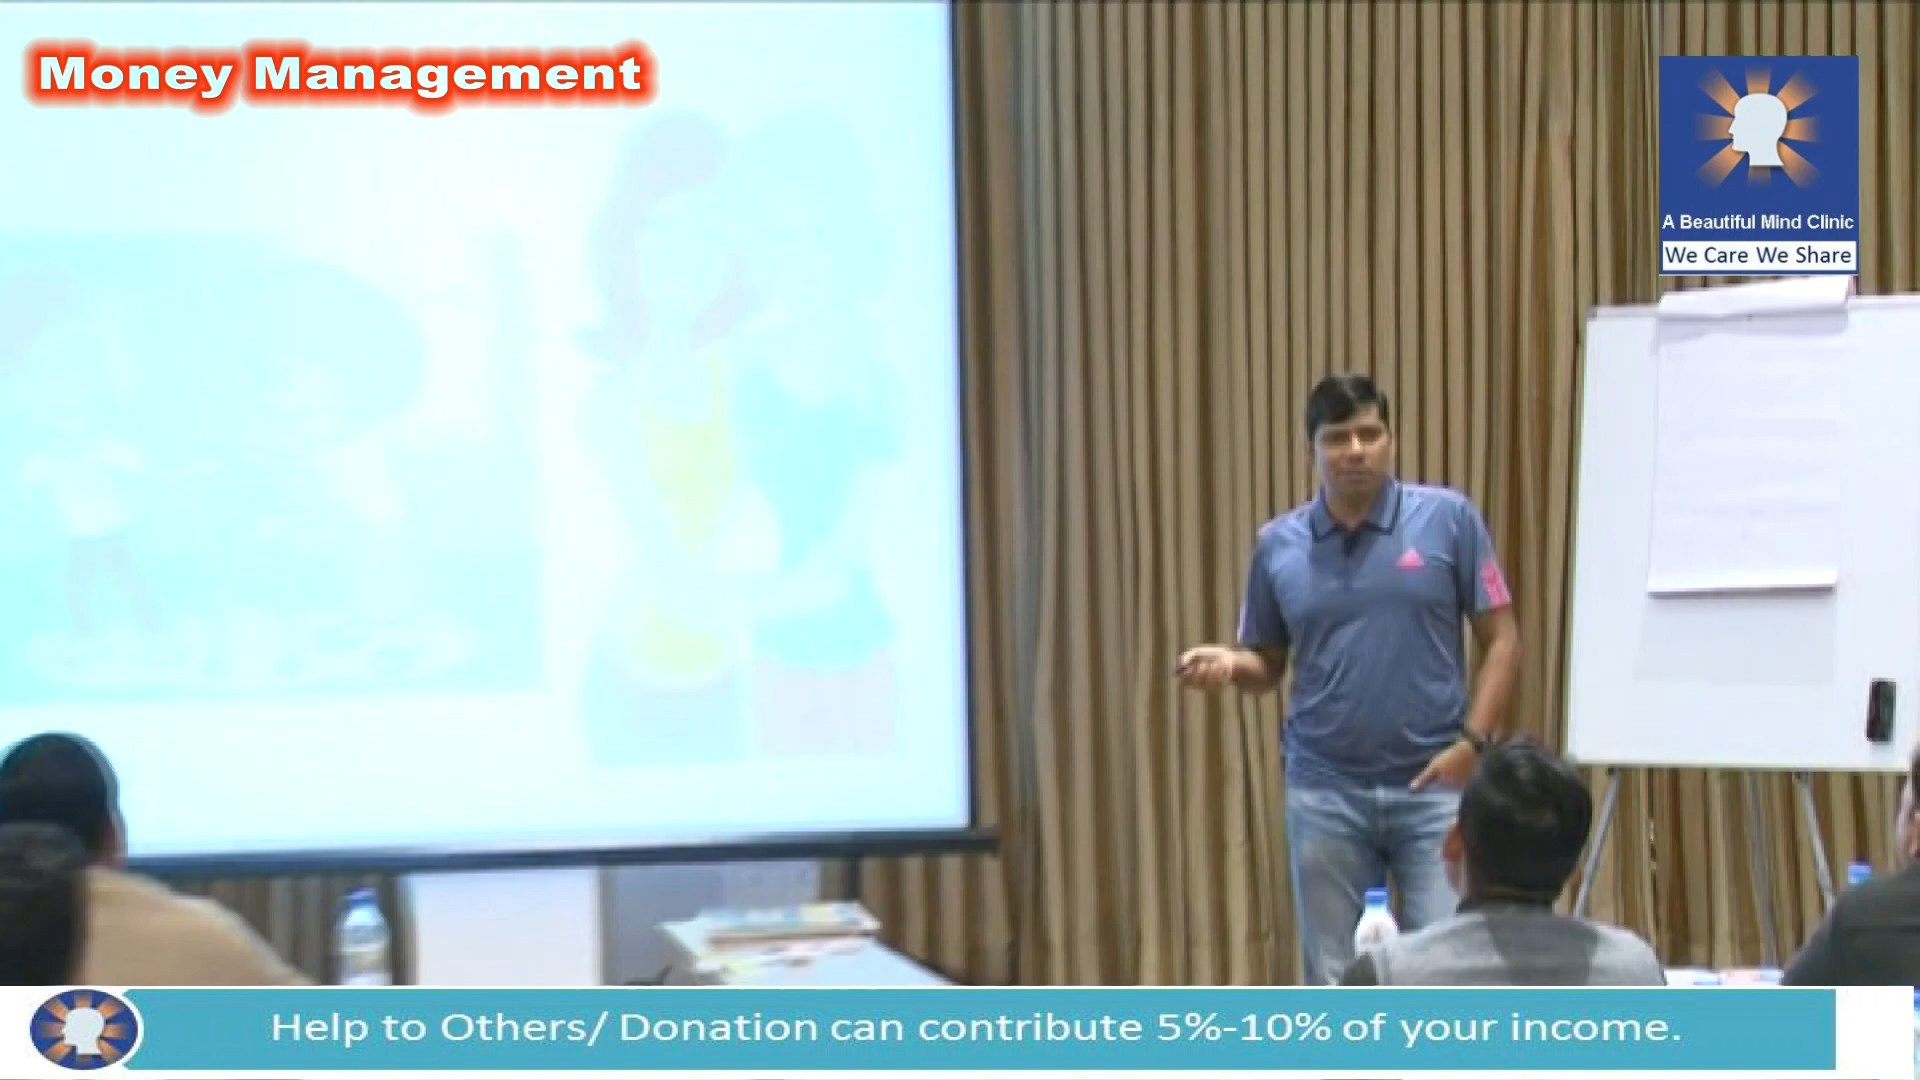 Money Management
A Beautiful Mind Clinic
We Care We Share
Help to Others/ Donation can contribute 5%-10% of your income.